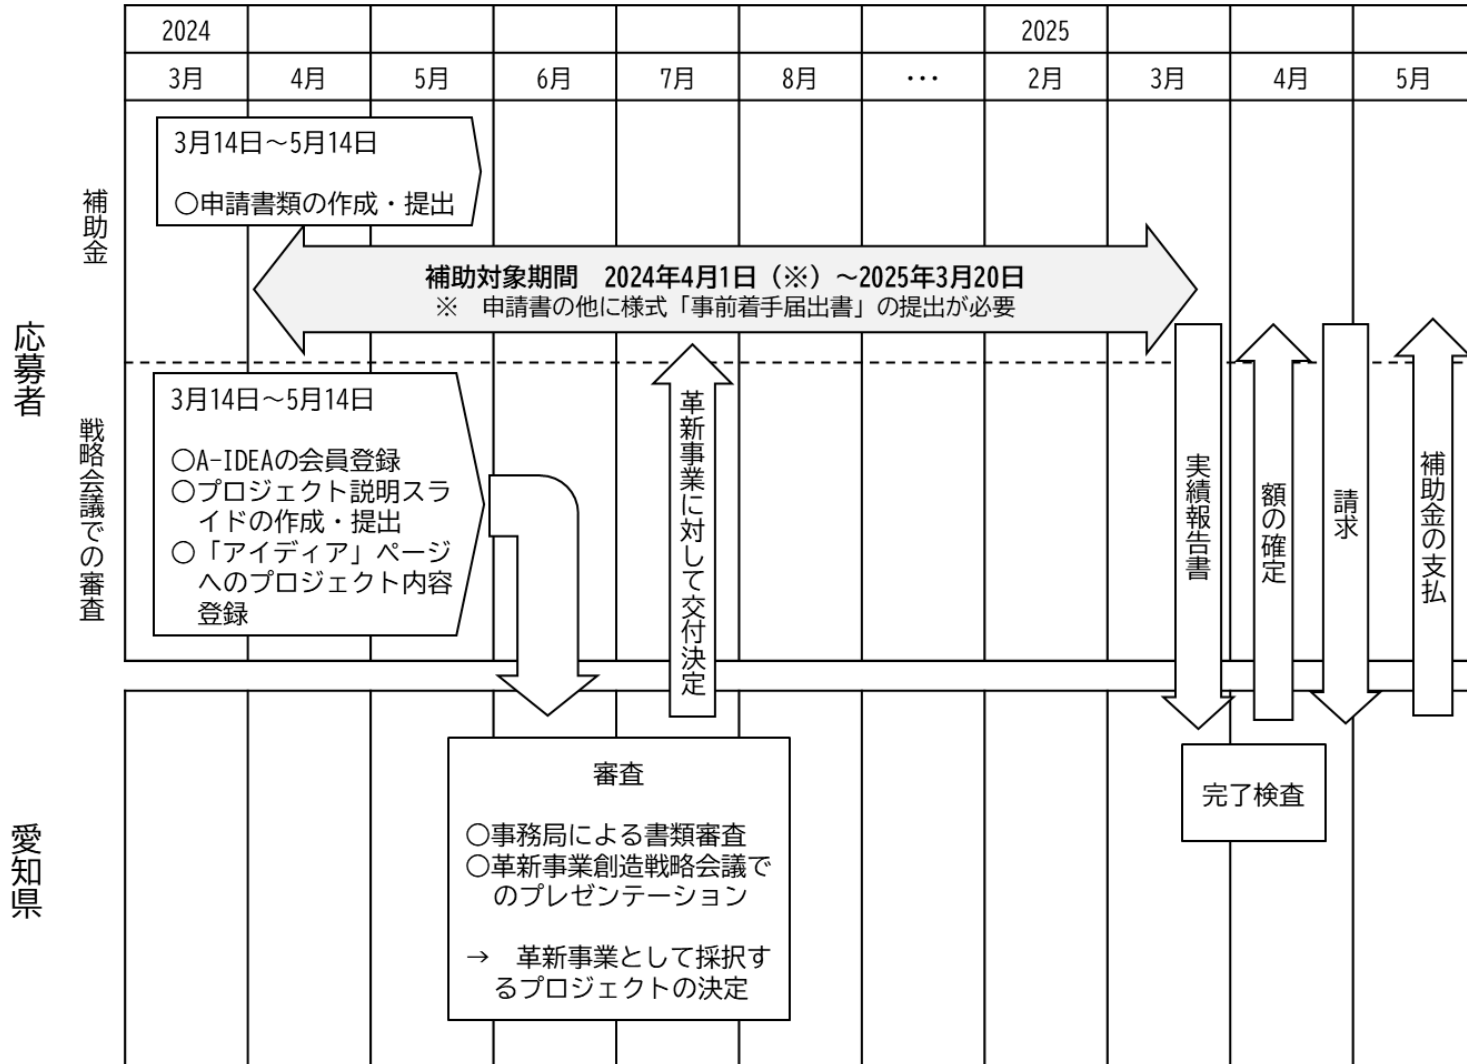 2024
2025
3月
4月
5月
6月
7月
8月
･･･
2月
3月
4月
5月
応募者
補助金
3月14日～5月14日
○申請書類の作成・提出
補助対象期間　2024年4月1日（※）～2025年3月20日
※　申請書の他に様式「事前着手届出書」の提出が必要
戦略会議での審査
3月14日～5月14日
○A-IDEAの会員登録
○プロジェクト説明スラ
イドの作成・提出
○「アイディア」ページ
へのプロジェクト内容
登録
革新事業に対して交付決定
実績報告書
額の確定
請求
補助金の支払
愛知県
審査
○事務局による書類審査
○革新事業創造戦略会議で
のプレゼンテーション
→　革新事業として採択す
るプロジェクトの決定
完了検査